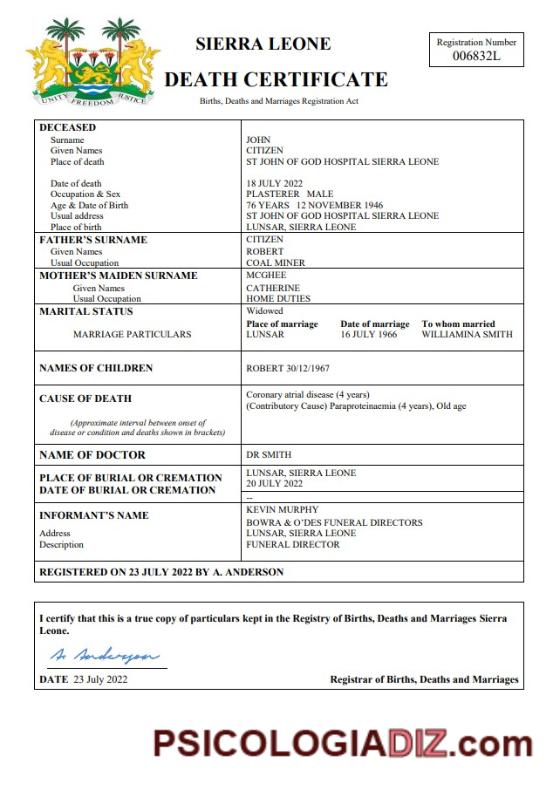 SIERRA LEONE
DEATH CERTIFICATE
Births, Deaths and Marriages Registration Act
Registration Number
006832L
UNITY FREEDOM JUSTICE
DECEASED
Surname JOHN
Given Names CITIZEN
Place of death ST JOHN OF GOD HOSPITAL SIERRA LEONE
Date of death 18 JULY 2022
Occupation & Sex PLASTERER MALE
Age & Date of Birth 76 YEARS 12 NOVEMBER 1946
Usual address ST JOHN OF GOD HOSPITAL SIERRA LEONE
Place of birth LUNSAR, SIERRA LEONE
FATHER'S SURNAME CITIZEN
Given Names ROBERT
Usual Occupation COAL MINER
MOTHER'S MAIDEN SURNAME MCGHEE
Given Names CATHERINE
Usual Occupation HOME DUTIES
MARITAL STATUS Widowed
Place of marriage Date of marriage To whom married
MARRIAGE PARTICULARS LUNSAR 16 JULY 1966 WILLIAMINA SMITH
NAMES OF CHILDREN ROBERT 30/12/1967
CAUSE OF DEATH Coronary atrial disease (4 years)
(Contributory Cause) Paraproteinaemia (4 years), Old age
(Approximate interval between onset of
disease or condition and deaths shown in brackets)
NAME OF DOCTOR DR SMITH
PLACE OF BURIAL OR CREMATION LUNSAR, SIERRA LEONE
DATE OF BURIAL OR CREMATION 20 JULY 2022
--
INFORMANT'S NAME KEVIN MURPHY
BOWRA & O'DES FUNERAL DIRECTORS
Address LUNSAR, SIERRA LEONE
Description FUNERAL DIRECTOR
REGISTERED ON 23 JULY 2022 BY A. ANDERSON
I certify that this is a true copy of particulars kept in the Registry of Births, Deaths and Marriages Sierra
Leone.
A. Anderson
DATE 23 July 2022 Registrar of Births, Deaths and Marriages
PSICOLOGIADIZ.com